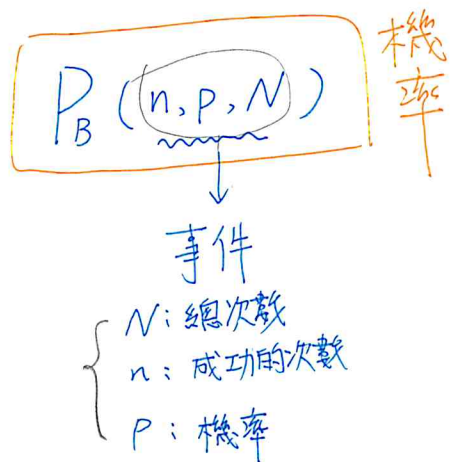 P_B (n, p, N)
機率
事件
N: 總次數
n: 成功的次數
p: 機率